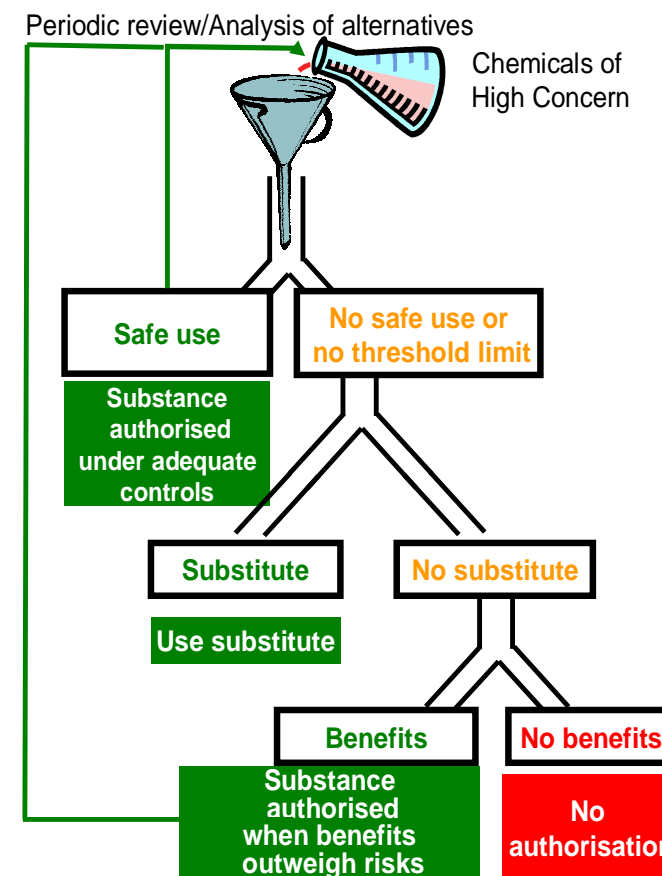 Periodic review/Analysis of alternatives
Chemicals of
High Concern
Safe use
No safe use or
no threshold limit
Substance
authorised
under adequate
controls
Substitute
No substitute
Use substitute
Benefits
No benefits
Substance
authorised
when benefits
outweigh risks
No
authorisation